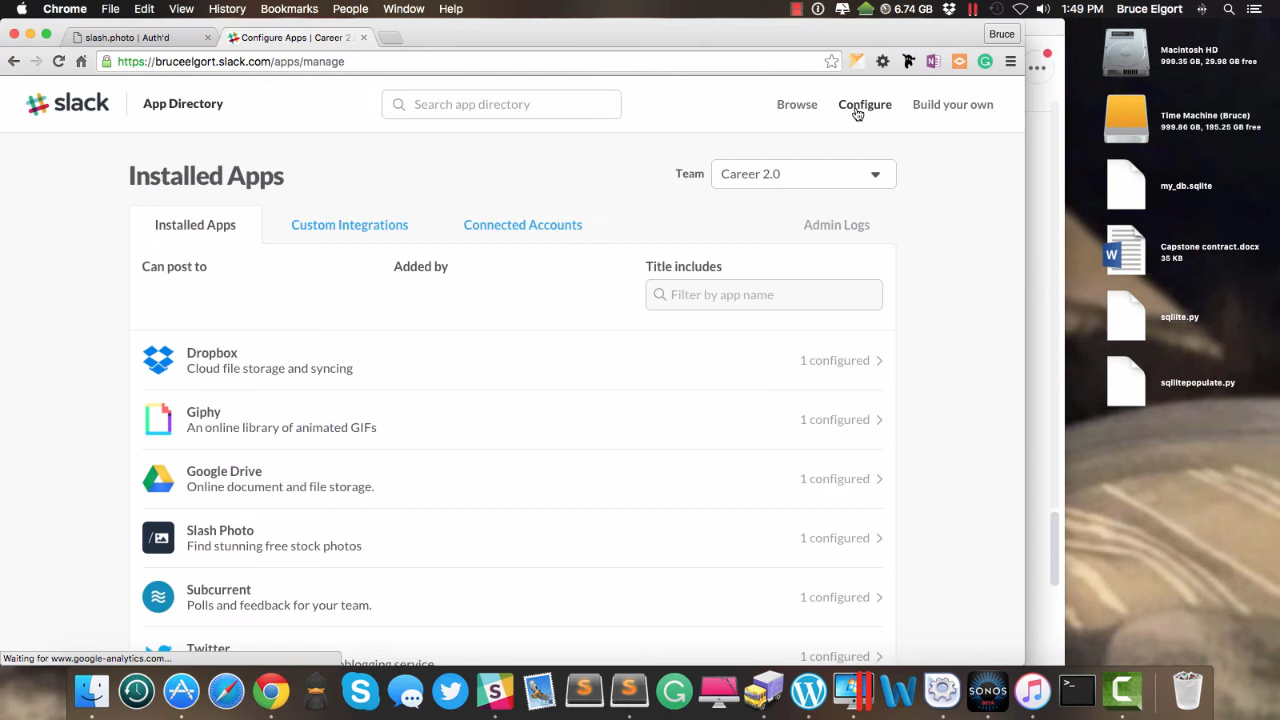 Chrome File Edit View History Bookmarks People Window Help 6.74 GB 1:49 PM Bruce Elgort
slash.photo | Auth'd
Configure Apps | Career 2.
Bruce
https://bruceelgort.slack.com/apps/manage
slack App Directory
Search app directory
Browse Configure Build your own
Installed Apps
Team Career 2.0
Installed Apps Custom Integrations Connected Accounts Admin Logs
Can post to Added by Title includes
Filter by app name
Dropbox
Cloud file storage and syncing
1 configured
Giphy
An online library of animated GIFs
1 configured
Google Drive
Online document and file storage.
1 configured
Slash Photo
Find stunning free stock photos
1 configured
Subcurrent
Polls and feedback for your team.
1 configured
Twitter
blogging service
1 configured
Waiting for www.google-analytics.com...
Macintosh HD
999.35 GB, 29.98 GB free
Time Machine (Bruce)
999.86 GB, 195.25 GB free
my_db.sqlite
Capstone contract.docx
35 KB
sqllite.py
sqllitepopulate.py
SONOS
BETA